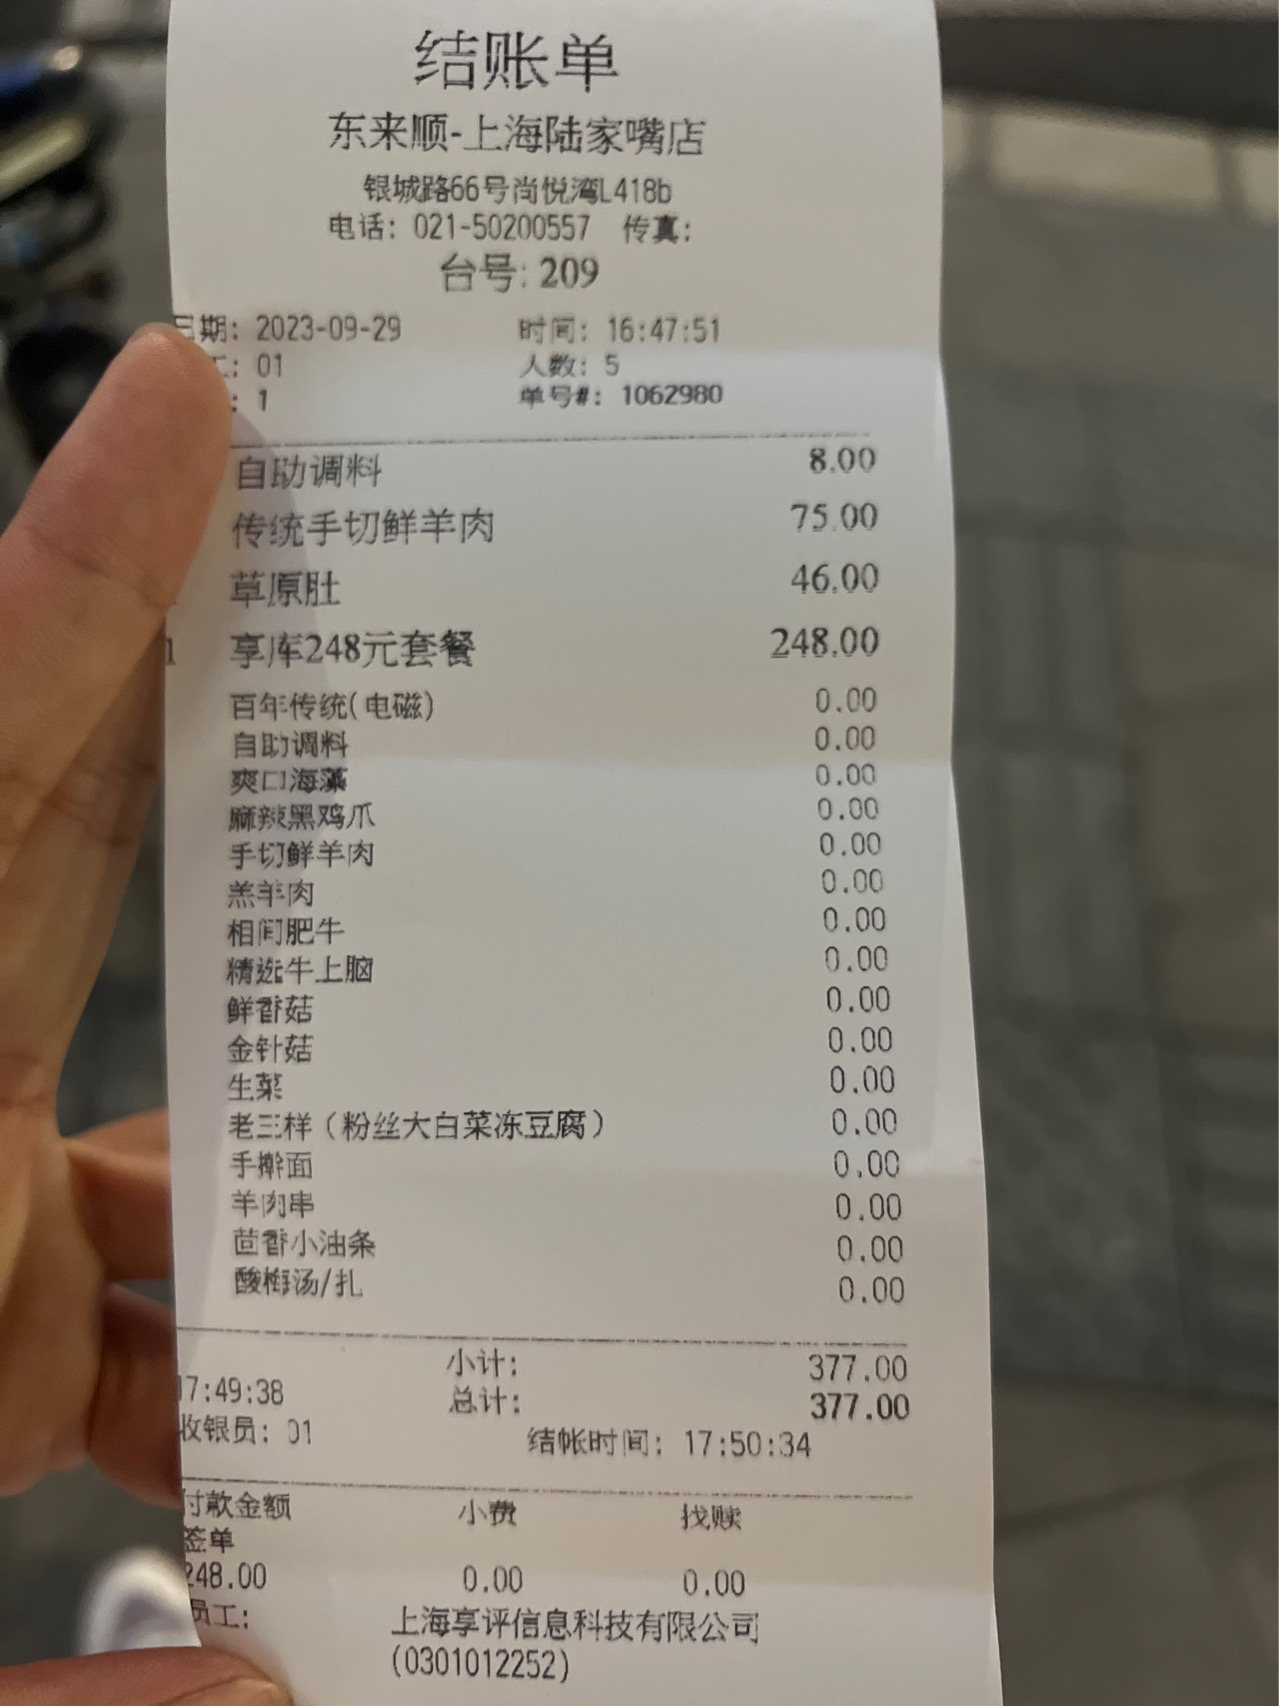 结账单
东来顺-上海陆家嘴店
银城路66号尚悦湾L418b
电话: 021-50200557 传真:
台号: 209
日期: 2023-09-29 时间: 16:47:51
工: 01 人数: 5
: 1 单号#: 1062980
自助调料 8.00
传统手切鲜羊肉 75.00
草原肚 46.00
1 享库248元套餐 248.00
百年传统(电磁) 0.00
自助调料 0.00
爽口海藻 0.00
麻辣黑鸡爪 0.00
手切鲜羊肉 0.00
羔羊肉 0.00
相间肥牛 0.00
精选牛上脑 0.00
鲜香菇 0.00
金针菇 0.00
生菜 0.00
老三样（粉丝大白菜冻豆腐） 0.00
手擀面 0.00
羊肉串 0.00
茴香小油条 0.00
酸梅汤/扎 0.00
小计: 377.00
17:49:38 总计: 377.00
收银员: 01 结帐时间: 17:50:34
付款金额 小费 找赎
签单
248.00 0.00 0.00
员工: 上海享评信息科技有限公司
(0301012252)